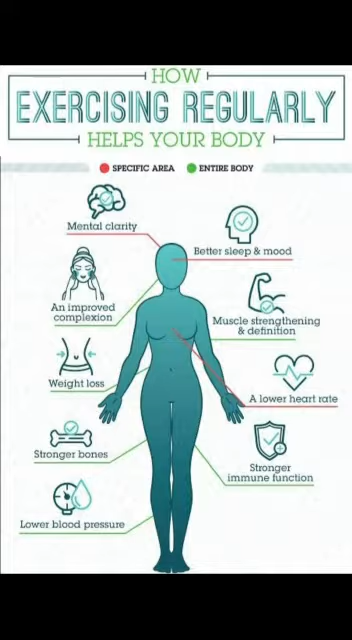 HOW
EXERCISING REGULARLY
HELPS YOUR BODY
SPECIFIC AREA
ENTIRE BODY
Mental clarity
Better sleep & mood
An improved
complexion
Muscle strengthening
& definition
Weight loss
A lower heart rate
Stronger bones
Stronger
immune function
Lower blood pressure